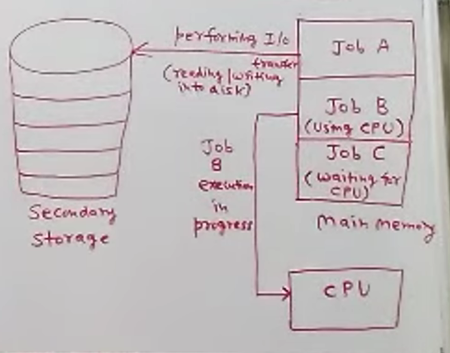 performing I/o
transfer
(reading/writing
into disk)
Job A
Job B
(using CPU)
Job C
(waiting for
CPU)
Main memory
Job
B
execution
in
progress
Secondary
Storage
CPU